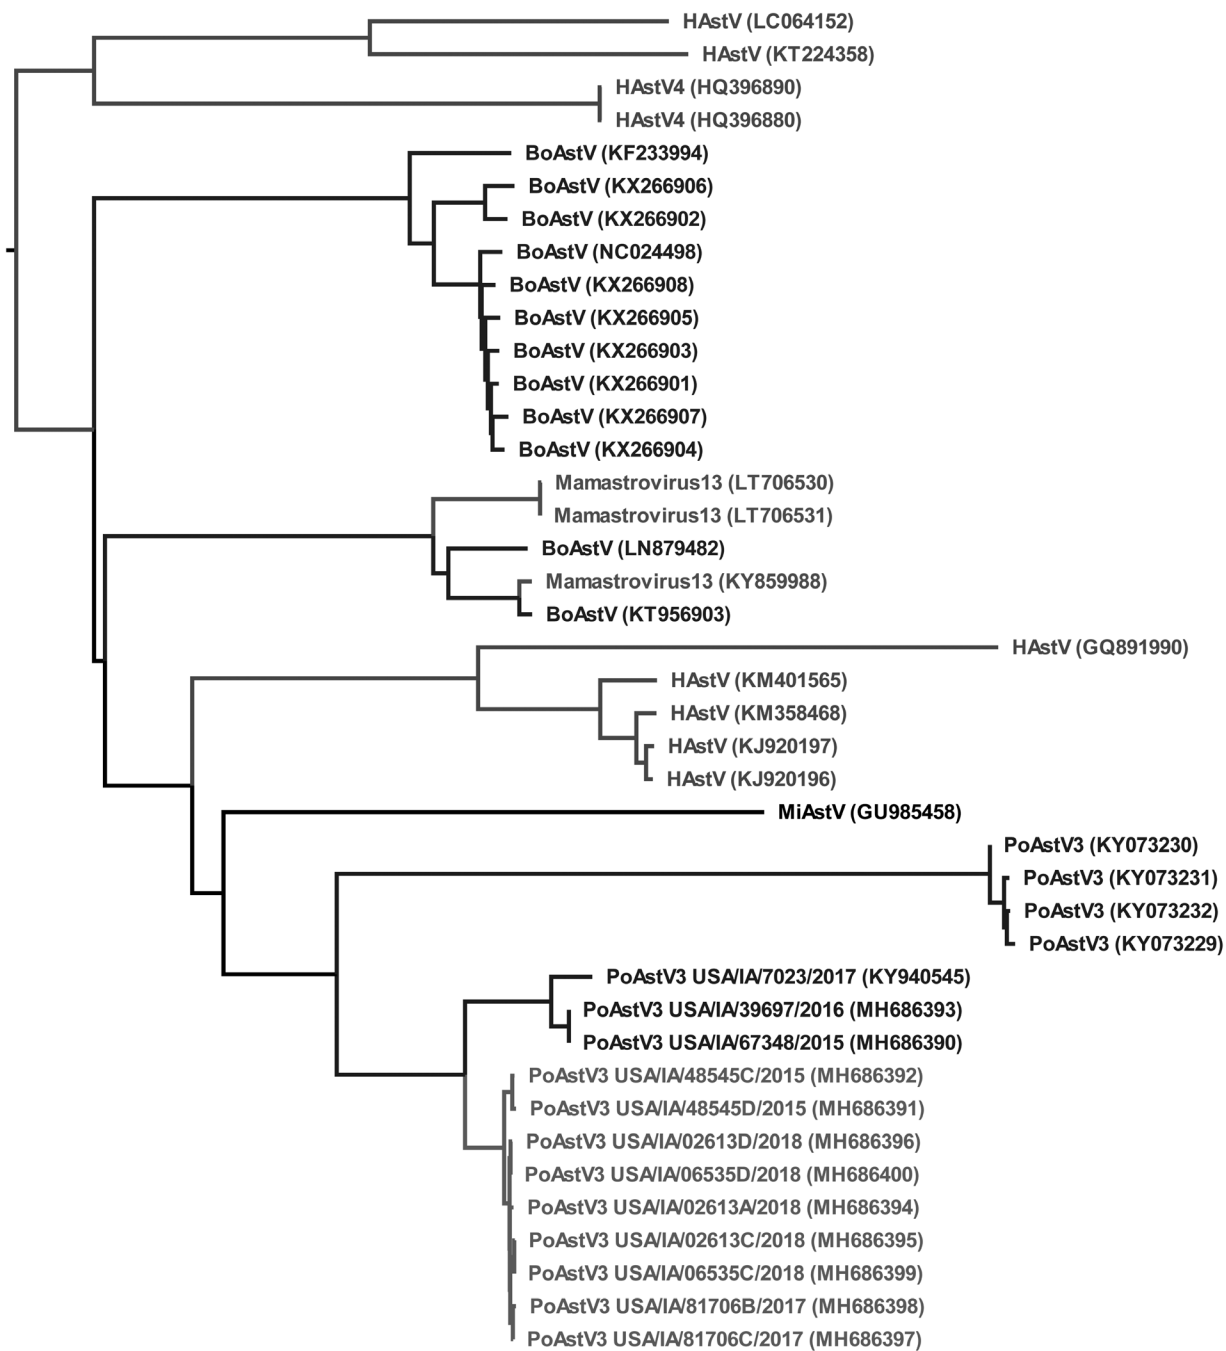 HAstV (LC064152)
HAstV (KT224358)
HAstV4 (HQ396890)
HAstV4 (HQ396880)
BoAstV (KF233994)
BoAstV (KX266906)
BoAstV (KX266902)
BoAstV (NC024498)
BoAstV (KX266908)
BoAstV (KX266905)
BoAstV (KX266903)
BoAstV (KX266901)
BoAstV (KX266907)
BoAstV (KX266904)
Mamastrovirus13 (LT706530)
Mamastrovirus13 (LT706531)
BoAstV (LN879482)
Mamastrovirus13 (KY859988)
BoAstV (KT956903)
HAstV (GQ891990)
HAstV (KM401565)
HAstV (KM358468)
HAstV (KJ920197)
HAstV (KJ920196)
MiAstV (GU985458)
PoAstV3 (KY073230)
PoAstV3 (KY073231)
PoAstV3 (KY073232)
PoAstV3 (KY073229)
PoAstV3 USA/IA/7023/2017 (KY940545)
PoAstV3 USA/IA/39697/2016 (MH686393)
PoAstV3 USA/IA/67348/2015 (MH686390)
PoAstV3 USA/IA/48545C/2015 (MH686392)
PoAstV3 USA/IA/48545D/2015 (MH686391)
PoAstV3 USA/IA/02613D/2018 (MH686396)
PoAstV3 USA/IA/06535D/2018 (MH686400)
PoAstV3 USA/IA/02613A/2018 (MH686394)
PoAstV3 USA/IA/02613C/2018 (MH686395)
PoAstV3 USA/IA/06535C/2018 (MH686399)
PoAstV3 USA/IA/81706B/2017 (MH686398)
PoAstV3 USA/IA/81706C/2017 (MH686397)